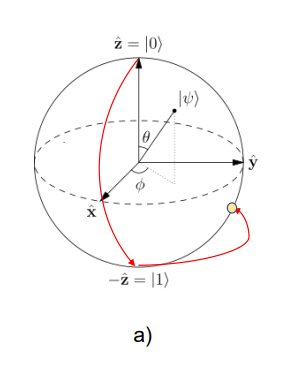 ẑ = |0⟩
|ψ⟩
θ
ŷ
ϕ
x̂
−ẑ = |1⟩
a)